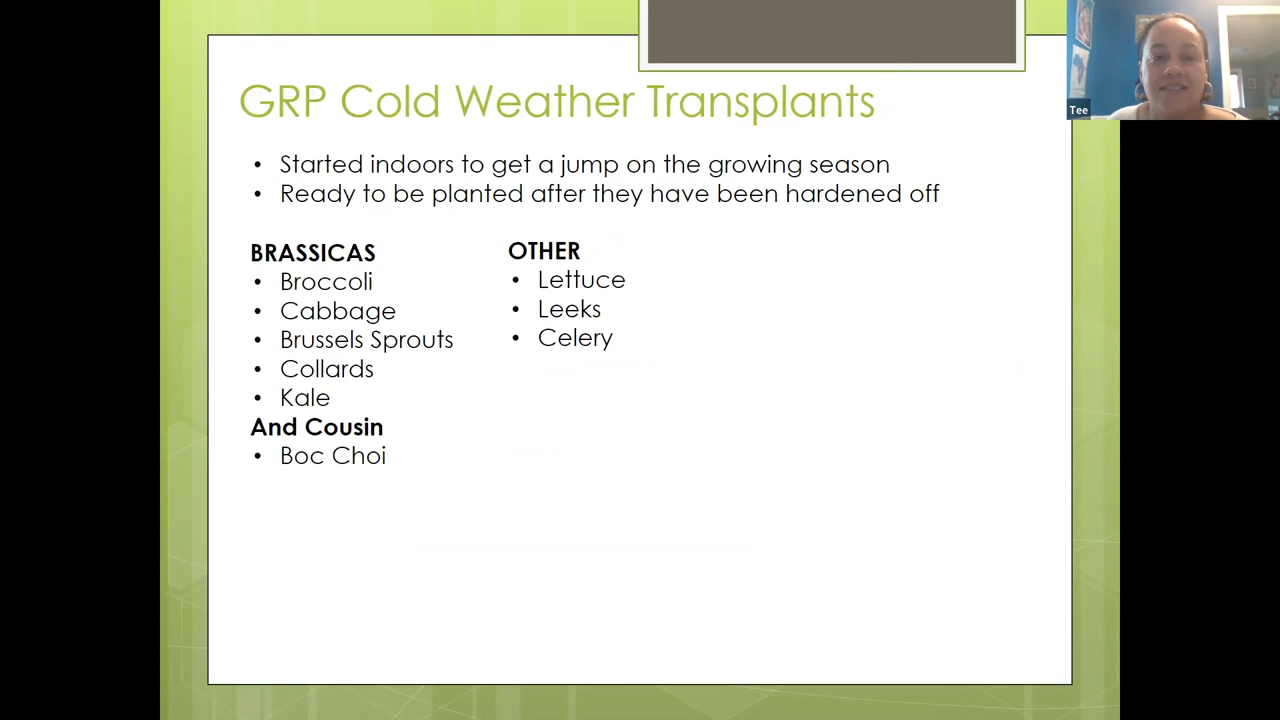 GRP Cold Weather Transplants
• Started indoors to get a jump on the growing season
• Ready to be planted after they have been hardened off
BRASSICAS
• Broccoli
• Cabbage
• Brussels Sprouts
• Collards
• Kale
And Cousin
• Boc Choi
OTHER
• Lettuce
• Leeks
• Celery
Tee